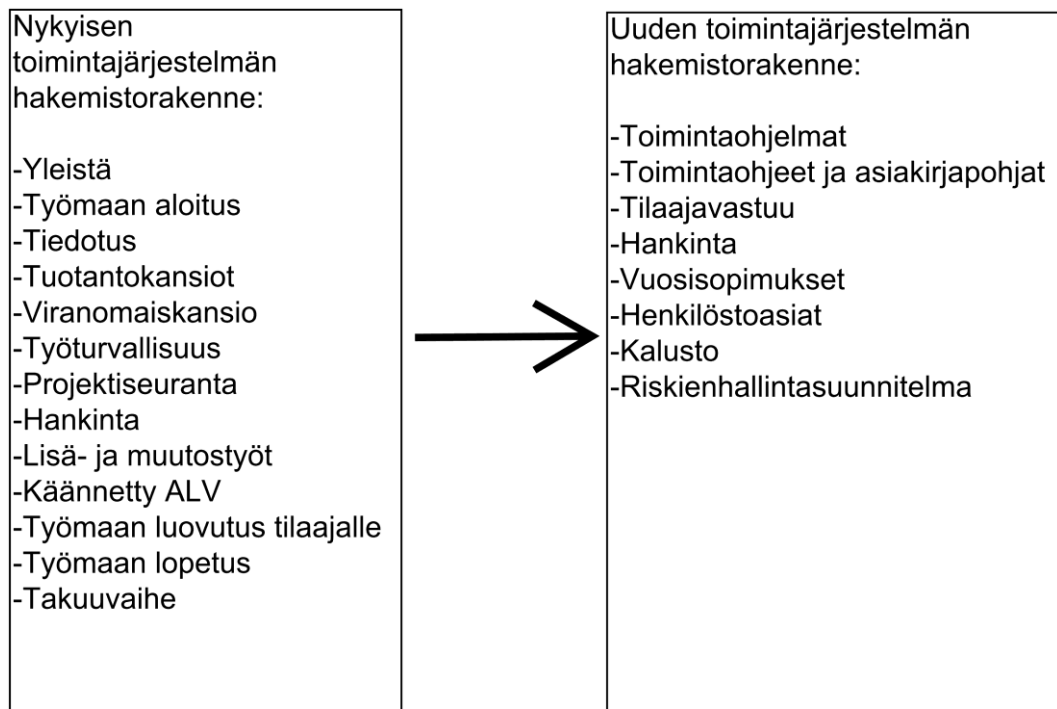 Nykyisen
toimintajärjestelmän
hakemistorakenne:
-Yleistä
-Työmaan aloitus
-Tiedotus
-Tuotantokansiot
-Viranomaiskansio
-Työturvallisuus
-Projektiseuranta
-Hankinta
-Lisä- ja muutostyöt
-Käännetty ALV
-Työmaan luovutus tilaajalle
-Työmaan lopetus
-Takuuvaihe
Uuden toimintajärjestelmän
hakemistorakenne:
-Toimintaohjelmat
-Toimintaohjeet ja asiakirjapohjat
-Tilaajavastuu
-Hankinta
-Vuosisopimukset
-Henkilöstoasiat
-Kalusto
-Riskienhallintasuunnitelma